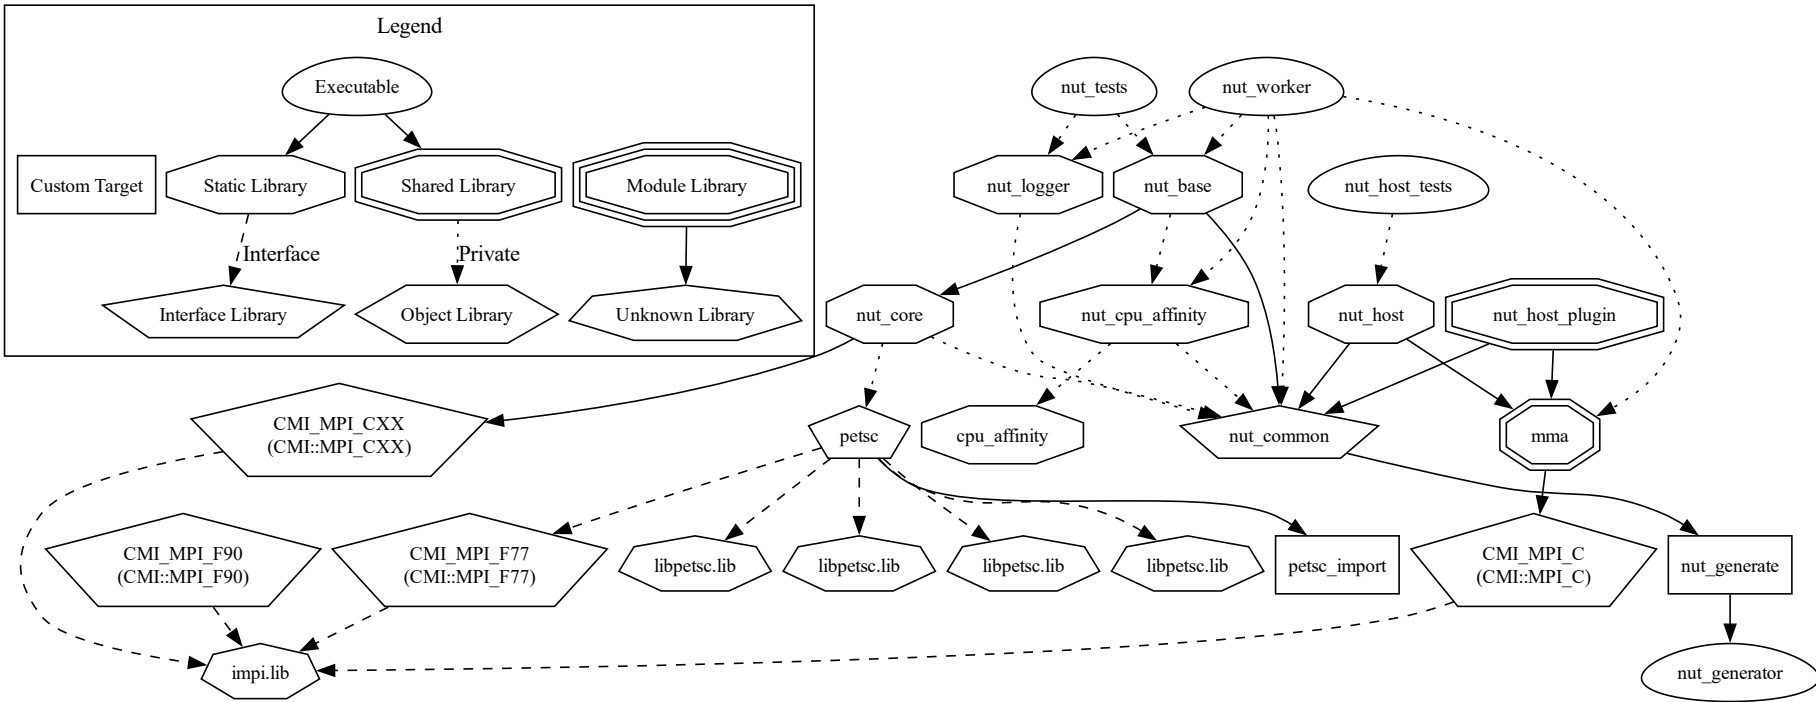 Legend
Executable
Custom Target
Static Library
Shared Library
Module Library
Interface
Private
Interface Library
Object Library
Unknown Library
nut_tests
nut_worker
nut_logger
nut_base
nut_host_tests
nut_core
nut_cpu_affinity
nut_host
nut_host_plugin
CMI_MPI_CXX
(CMI::MPI_CXX)
petsc
cpu_affinity
nut_common
mma
CMI_MPI_F90
(CMI::MPI_F90)
CMI_MPI_F77
(CMI::MPI_F77)
libpetsc.lib
libpetsc.lib
libpetsc.lib
libpetsc.lib
petsc_import
CMI_MPI_C
(CMI::MPI_C)
nut_generate
impi.lib
nut_generator